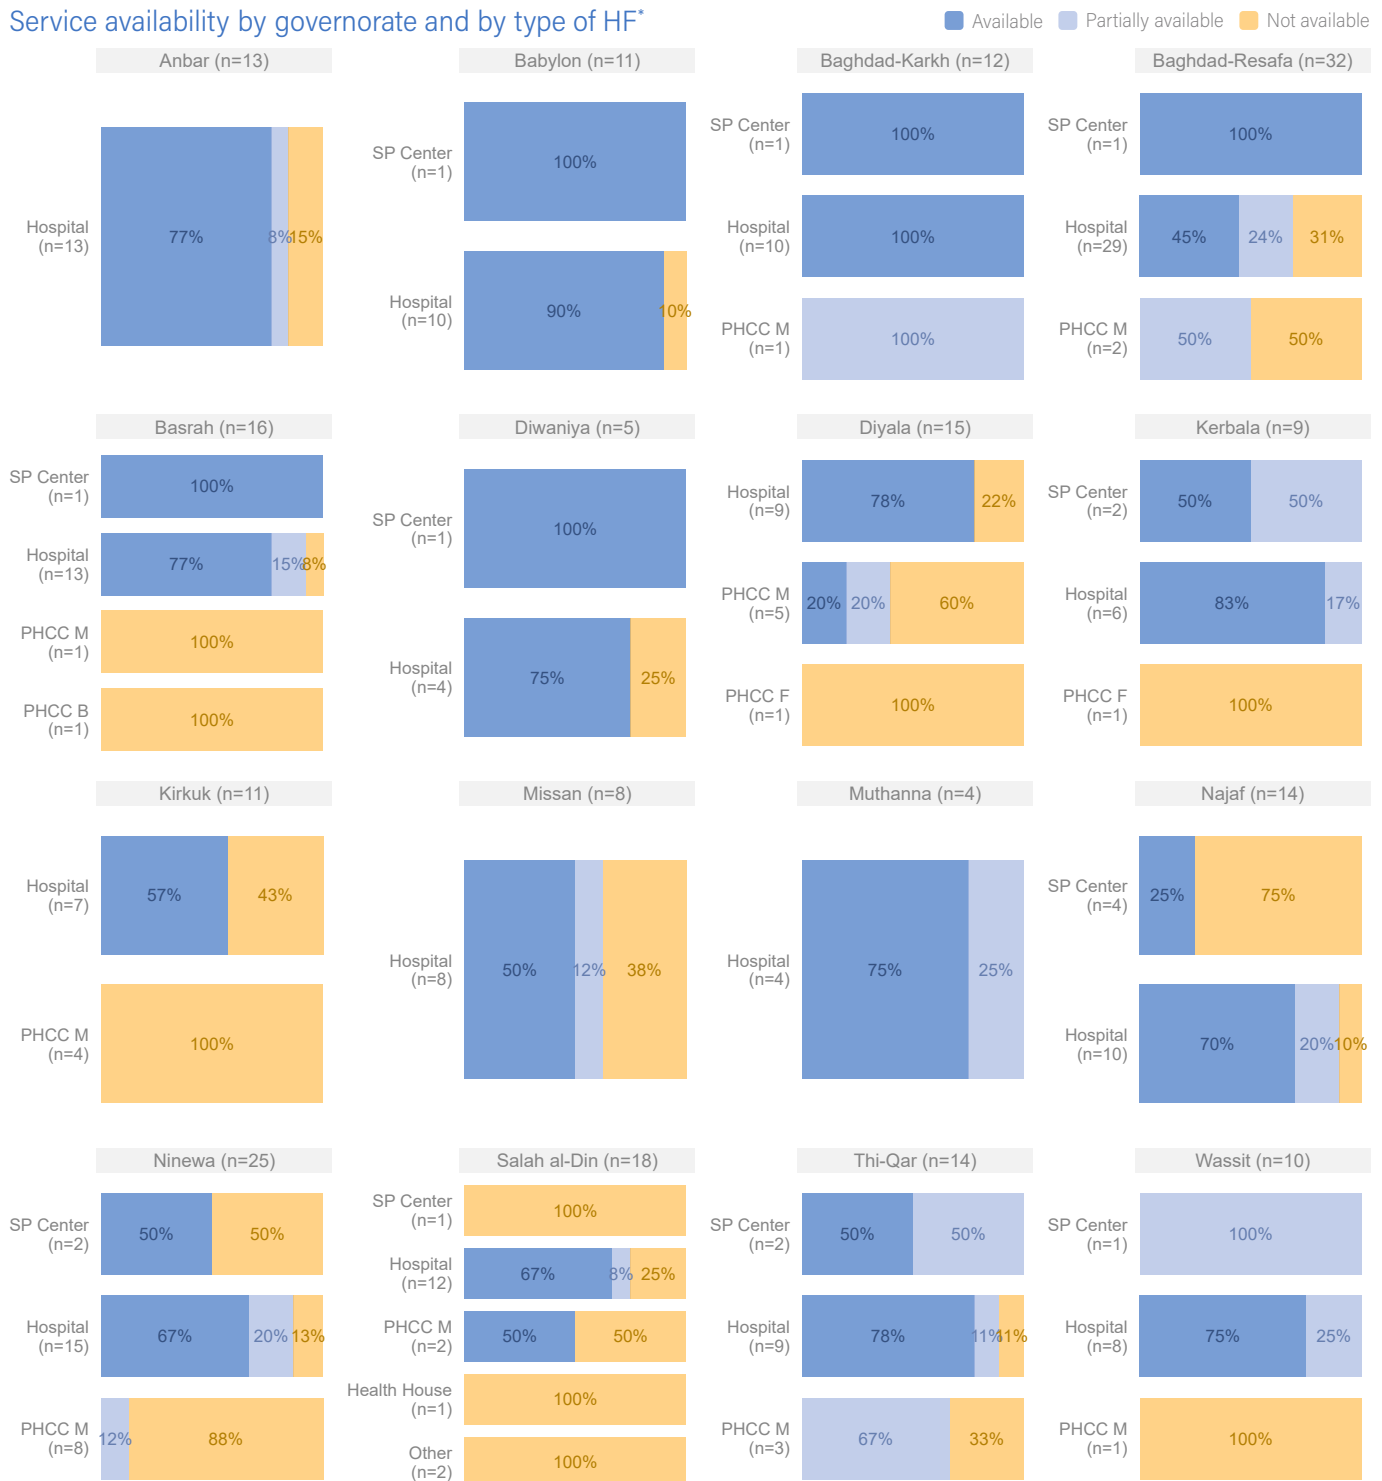 Service availability by governorate and by type of HF*
Available Partially available Not available
Anbar (n=13)
Hospital
(n=13)
77% 8% 15%
Babylon (n=11)
SP Center
(n=1)
100%
Hospital
(n=10)
90% 10%
Baghdad-Karkh (n=12)
SP Center
(n=1)
100%
Hospital
(n=10)
100%
PHCC M
(n=1)
100%
Baghdad-Resafa (n=32)
SP Center
(n=1)
100%
Hospital
(n=29)
45% 24% 31%
PHCC M
(n=2)
50% 50%
Basrah (n=16)
SP Center
(n=1)
100%
Hospital
(n=13)
77% 15% 8%
PHCC M
(n=1)
100%
PHCC B
(n=1)
100%
Diwaniya (n=5)
SP Center
(n=1)
100%
Hospital
(n=4)
75% 25%
Diyala (n=15)
Hospital
(n=9)
78% 22%
PHCC M
(n=5)
20% 20% 60%
PHCC F
(n=1)
100%
Kerbala (n=9)
SP Center
(n=2)
50% 50%
Hospital
(n=6)
83% 17%
PHCC F
(n=1)
100%
Kirkuk (n=11)
Hospital
(n=7)
57% 43%
PHCC M
(n=4)
100%
Missan (n=8)
Hospital
(n=8)
50% 12% 38%
Muthanna (n=4)
Hospital
(n=4)
75% 25%
Najaf (n=14)
SP Center
(n=4)
25% 75%
Hospital
(n=10)
70% 20% 10%
Ninewa (n=25)
SP Center
(n=2)
50% 50%
Hospital
(n=15)
67% 20% 13%
PHCC M
(n=8)
12% 88%
Salah al-Din (n=18)
SP Center
(n=1)
100%
Hospital
(n=12)
67% 8% 25%
PHCC M
(n=2)
50% 50%
Health House
(n=1)
100%
Other
(n=2)
100%
Thi-Qar (n=14)
SP Center
(n=2)
50% 50%
Hospital
(n=9)
78% 11% 11%
PHCC M
(n=3)
67% 33%
Wassit (n=10)
SP Center
(n=1)
100%
Hospital
(n=8)
75% 25%
PHCC M
(n=1)
100%